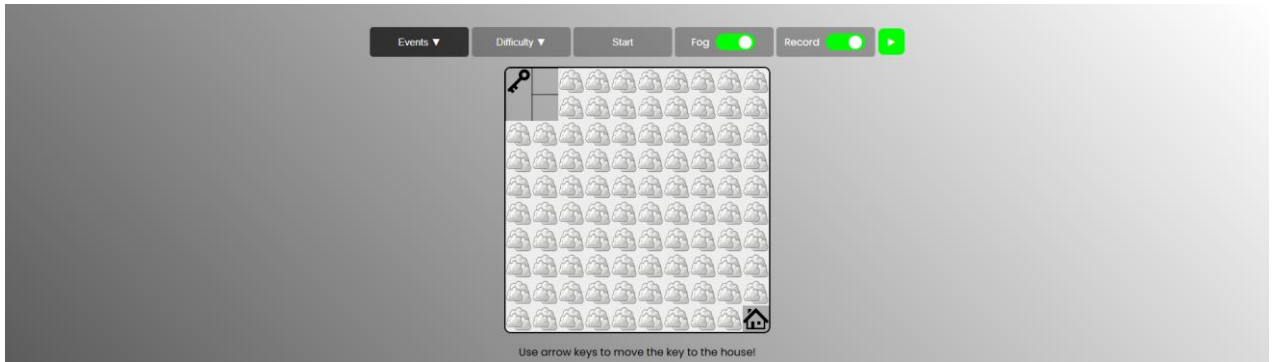 Events ▼ Difficulty ▼ Start Fog Record
Use arrow keys to move the key to the house!